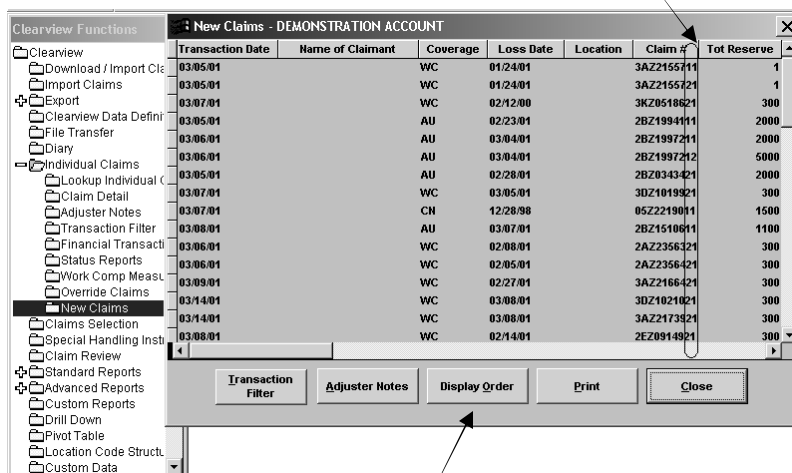 Clearview Functions
Clearview
Download / Import Cla
Import Claims
Export
Clearview Data Defini
File Transfer
Diary
Individual Claims
Lookup Individual C
Claim Detail
Adjuster Notes
Transaction Filter
Financial Transacti
Status Reports
Work Comp Measu
Override Claims
New Claims
Claims Selection
Special Handling Inst
Claim Review
Standard Reports
Advanced Reports
Custom Reports
Drill Down
Pivot Table
Location Code Structu
Custom Data
New Claims - DEMONSTRATION ACCOUNT
Transaction Date Name of Claimant Coverage Loss Date Location Claim # Tot Reserve
03/05/01 WC 01/24/01 3AZ2155711 1
03/05/01 WC 01/24/01 3AZ2155721 1
03/07/01 WC 02/12/00 3KZ0518621 300
03/05/01 AU 02/23/01 2BZ1994111 2000
03/06/01 AU 03/04/01 2BZ1997211 2000
03/06/01 AU 03/04/01 2BZ1997212 5000
03/05/01 AU 02/28/01 2BZ0343421 2000
03/07/01 WC 03/05/01 3DZ1019921 300
03/07/01 CN 12/28/98 05Z2219011 1500
03/08/01 AU 03/07/01 2BZ1510611 1100
03/06/01 WC 02/08/01 2AZ2356321 300
03/06/01 WC 02/05/01 2AZ2356421 300
03/09/01 WC 02/27/01 3AZ2166421 300
03/14/01 WC 03/08/01 3DZ1021021 300
03/14/01 WC 03/08/01 3AZ2173921 300
03/08/01 WC 02/14/01 2EZ0914921 300
Transaction Filter
Adjuster Notes
Display Order
Print
Close